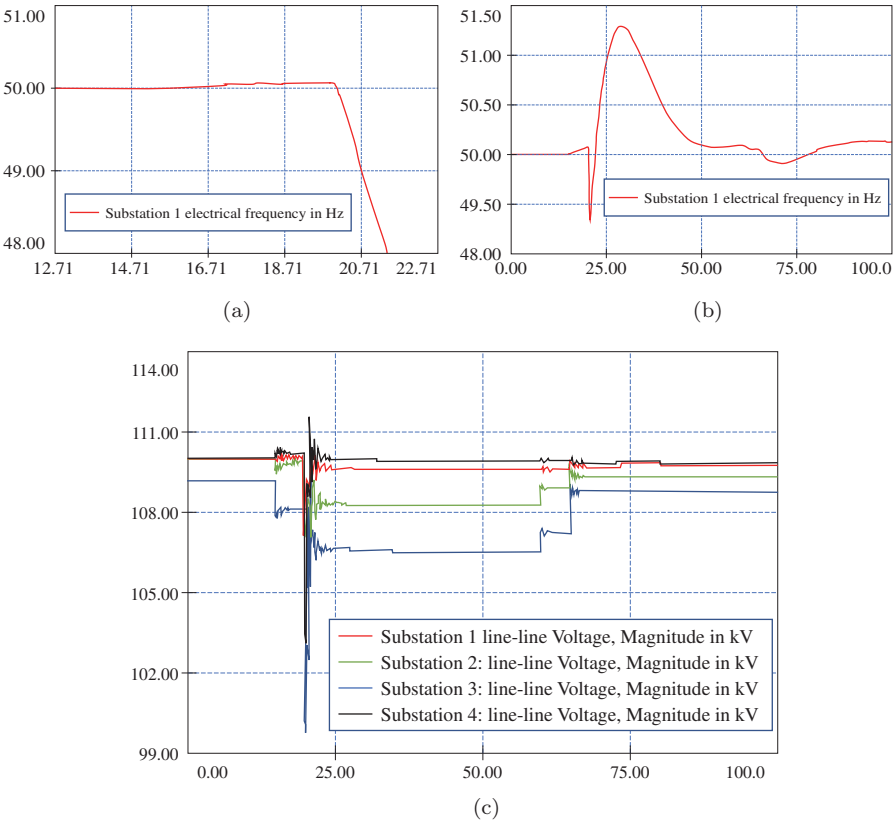 51.00
50.00
49.00
48.00
12.71 14.71 16.71 18.71 20.71 22.71
Substation 1 electrical frequency in Hz
(a)
51.50
51.00
50.50
50.00
49.50
48.00
0.00 25.00 50.00 75.00 100.0
Substation 1 electrical frequency in Hz
(b)
114.00
111.00
108.00
105.00
102.00
99.00
0.00 25.00 50.00 75.00 100.0
Substation 1 line-line Voltage, Magnitude in kV
Substation 2: line-line Voltage, Magnitude in kV
Substation 3: line-line Voltage, Magnitude in kV
Substation 4: line-line Voltage, Magnitude in kV
(c)